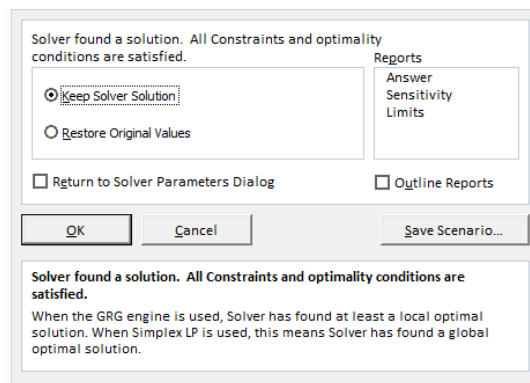 Solver found a solution.  All Constraints and optimality
conditions are satisfied.
Reports
Answer
Sensitivity
Limits
Keep Solver Solution
Restore Original Values
Return to Solver Parameters Dialog
Outline Reports
OK
Cancel
Save Scenario...
Solver found a solution.  All Constraints and optimality conditions are
satisfied.
When the GRG engine is used, Solver has found at least a local optimal
solution. When Simplex LP is used, this means Solver has found a global
optimal solution.